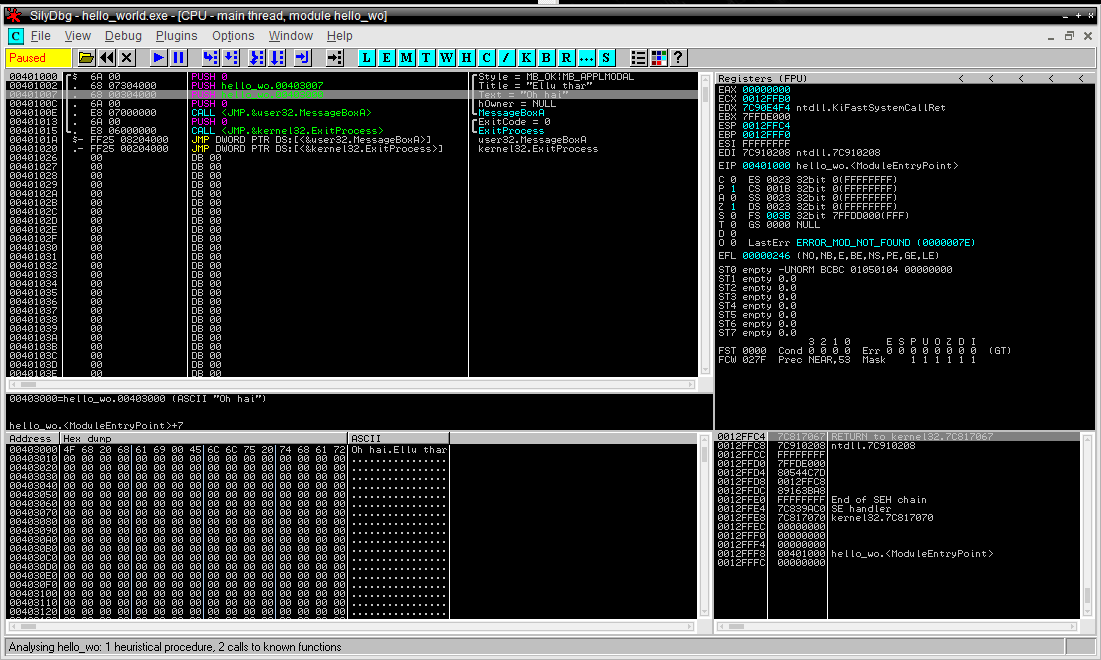 SilyDbg - hello_world.exe - [CPU - main thread, module hello_wo]
C File View Debug Plugins Options Window Help
Paused L E M T W H C / K B R ... S ?
00401000 $ 6A 00 PUSH 0 Style = MB_OK|MB_APPLMODAL
00401002 . 68 07304000 PUSH hello_wo.00403007 Title = "Ellu thar"
00401007 . 68 00304000 PUSH hello_wo.00403000 Text = "Oh hai"
0040100C . 6A 00 PUSH 0 hOwner = NULL
0040100E . E8 07000000 CALL <JMP.&user32.MessageBoxA> MessageBoxA
00401013 . 6A 00 PUSH 0 ExitCode = 0
00401015 . E8 06000000 CALL <JMP.&kernel32.ExitProcess> ExitProcess
0040101A $- FF25 08204000 JMP DWORD PTR DS:[<&user32.MessageBoxA>] user32.MessageBoxA
00401020 .- FF25 00204000 JMP DWORD PTR DS:[<&kernel32.ExitProcess>] kernel32.ExitProcess
00401026 00 DB 00
00401027 00 DB 00
00401028 00 DB 00
00401029 00 DB 00
0040102A 00 DB 00
0040102B 00 DB 00
0040102C 00 DB 00
0040102D 00 DB 00
0040102E 00 DB 00
0040102F 00 DB 00
00401030 00 DB 00
00401031 00 DB 00
00401032 00 DB 00
00401033 00 DB 00
00401034 00 DB 00
00401035 00 DB 00
00401036 00 DB 00
00401037 00 DB 00
00401038 00 DB 00
00401039 00 DB 00
0040103A 00 DB 00
0040103B 00 DB 00
0040103C 00 DB 00
0040103D 00 DB 00
0040103E 00 DB 00
Registers (FPU) < < < < <
EAX 00000000
ECX 0012FFB0
EDX 7C90E4F4 ntdll.KiFastSystemCallRet
EBX 7FFDE000
ESP 0012FFC4
EBP 0012FFF0
ESI FFFFFFFF
EDI 7C910208 ntdll.7C910208
EIP 00401000 hello_wo.<ModuleEntryPoint>
C 0 ES 0023 32bit 0(FFFFFFFF)
P 1 CS 001B 32bit 0(FFFFFFFF)
A 0 SS 0023 32bit 0(FFFFFFFF)
Z 1 DS 0023 32bit 0(FFFFFFFF)
S 0 FS 003B 32bit 7FFDD000(FFF)
T 0 GS 0000 NULL
D 0
O 0 LastErr ERROR_MOD_NOT_FOUND (0000007E)
EFL 00000246 (NO,NB,E,BE,NS,PE,GE,LE)
ST0 empty -UNORM BCBC 01050104 00000000
ST1 empty 0.0
ST2 empty 0.0
ST3 empty 0.0
ST4 empty 0.0
ST5 empty 0.0
ST6 empty 0.0
ST7 empty 0.0
3 2 1 0 E S P U O Z D I
FST 0000 Cond 0 0 0 0 Err 0 0 0 0 0 0 0 0 (GT)
FCW 027F Prec NEAR,53 Mask 1 1 1 1 1 1
00403000=hello_wo.00403000 (ASCII "Oh hai")
hello_wo.<ModuleEntryPoint>+7
Address Hex dump ASCII
00403000 4F 68 20 68 61 69 00 45 6C 6C 75 20 74 68 61 72 Oh hai.Ellu thar
00403010 00 00 00 00 00 00 00 00 00 00 00 00 00 00 00 00 ................
00403020 00 00 00 00 00 00 00 00 00 00 00 00 00 00 00 00 ................
00403030 00 00 00 00 00 00 00 00 00 00 00 00 00 00 00 00 ................
00403040 00 00 00 00 00 00 00 00 00 00 00 00 00 00 00 00 ................
00403050 00 00 00 00 00 00 00 00 00 00 00 00 00 00 00 00 ................
00403060 00 00 00 00 00 00 00 00 00 00 00 00 00 00 00 00 ................
00403070 00 00 00 00 00 00 00 00 00 00 00 00 00 00 00 00 ................
00403080 00 00 00 00 00 00 00 00 00 00 00 00 00 00 00 00 ................
00403090 00 00 00 00 00 00 00 00 00 00 00 00 00 00 00 00 ................
004030A0 00 00 00 00 00 00 00 00 00 00 00 00 00 00 00 00 ................
004030B0 00 00 00 00 00 00 00 00 00 00 00 00 00 00 00 00 ................
004030C0 00 00 00 00 00 00 00 00 00 00 00 00 00 00 00 00 ................
004030D0 00 00 00 00 00 00 00 00 00 00 00 00 00 00 00 00 ................
004030E0 00 00 00 00 00 00 00 00 00 00 00 00 00 00 00 00 ................
004030F0 00 00 00 00 00 00 00 00 00 00 00 00 00 00 00 00 ................
00403100 00 00 00 00 00 00 00 00 00 00 00 00 00 00 00 00 ................
00403110 00 00 00 00 00 00 00 00 00 00 00 00 00 00 00 00 ................
00403120 00 00 00 00 00 00 00 00 00 00 00 00 00 00 00 00 ................
0012FFC4 7C817067 RETURN to kernel32.7C817067
0012FFC8 7C910208 ntdll.7C910208
0012FFCC FFFFFFFF
0012FFD0 7FFDE000
0012FFD4 80544C7D
0012FFD8 0012FFC8
0012FFDC 89163BA8
0012FFE0 FFFFFFFF End of SEH chain
0012FFE4 7C839AC0 SE handler
0012FFE8 7C817070 kernel32.7C817070
0012FFEC 00000000
0012FFF0 00000000
0012FFF4 00000000
0012FFF8 00401000 hello_wo.<ModuleEntryPoint>
0012FFFC 00000000
Analysing hello_wo: 1 heuristical procedure, 2 calls to known functions